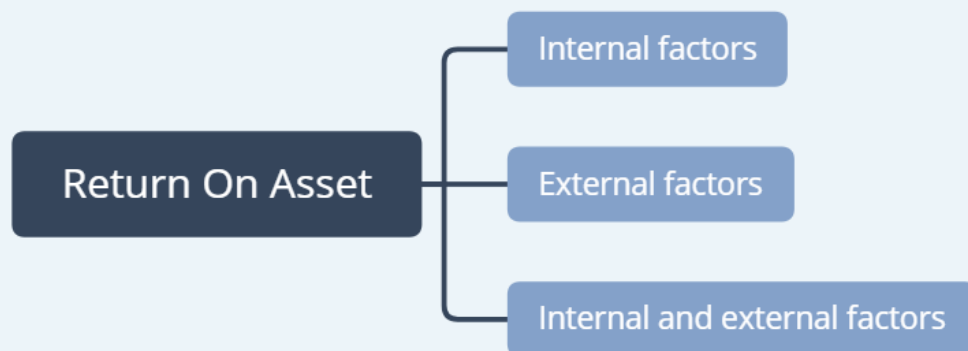 Return On Asset
Internal factors
External factors
Internal and external factors